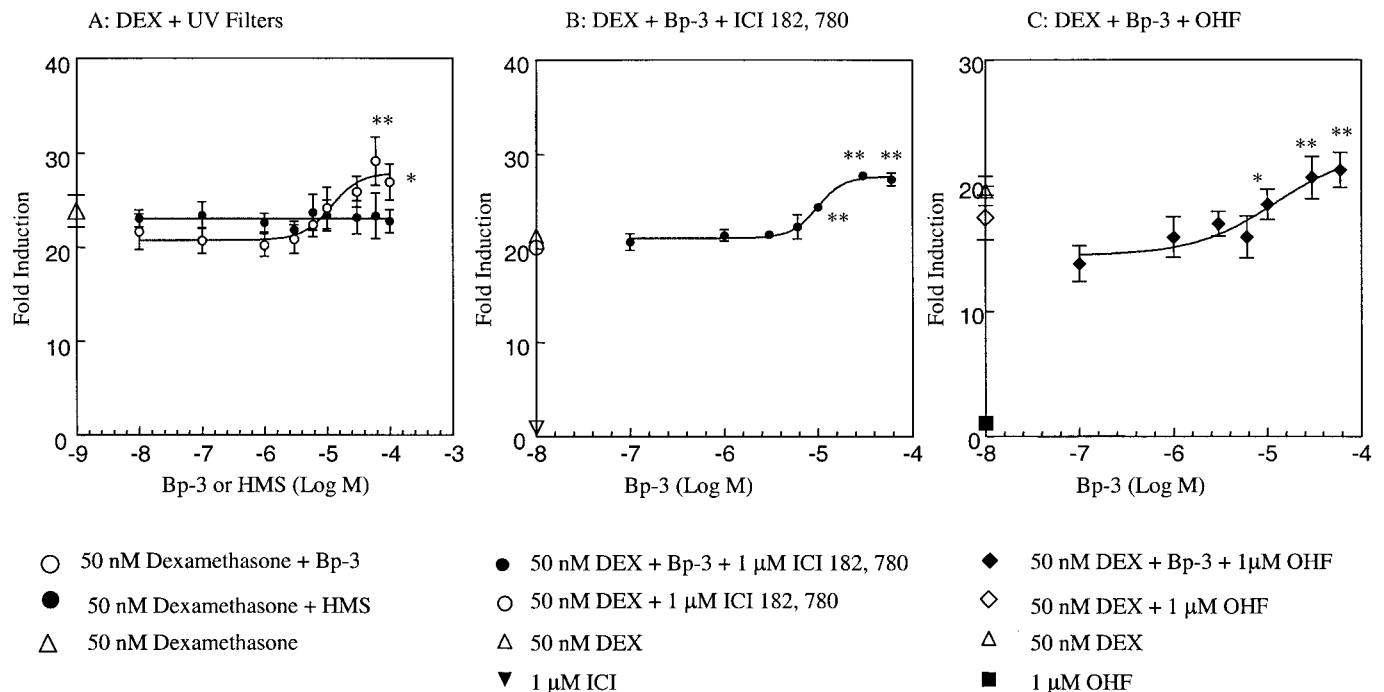 A: DEX + UV Filters
40
30
20
10
0
-9
-8
-7
-6
-5
-4
-3
Fold Induction
Bp-3 or HMS (Log M)
**
*
50 nM Dexamethasone + Bp-3
50 nM Dexamethasone + HMS
50 nM Dexamethasone
B: DEX + Bp-3 + ICI 182, 780
40
30
20
10
0
-8
-7
-6
-5
-4
Fold Induction
Bp-3 (Log M)
**
**
**
50 nM DEX + Bp-3 + 1 μM ICI 182, 780
50 nM DEX + 1 μM ICI 182, 780
50 nM DEX
1 μM ICI
C: DEX + Bp-3 + OHF
30
20
10
0
-8
-7
-6
-5
-4
Fold Induction
Bp-3 (Log M)
*
**
**
50 nM DEX + Bp-3 + 1μM OHF
50 nM DEX + 1 μM OHF
50 nM DEX
1 μM OHF